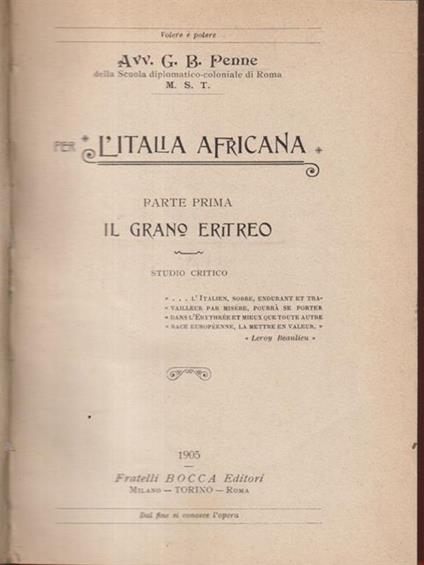 Volere è potere
Avv. G. B. Penne
della Scuola diplomatico-coloniale di Roma
M. S. T.
PER L'ITALIA AFRICANA
PARTE PRIMA
IL GRANO ERITREO
STUDIO CRITICO
« . . . L'ITALIEN, SOBRE, ENDURANT ET TRA-
« VAILLEUR PAR MISÈRE, POURRÀ SE PORTER
« DANS L'ERYTHRÉE ET MIEUX QUE TOUTE AUTRE
« RACE EUROPÉENNE, LA METTRE EN VALEUR. »
« Leroy Beaulieu »
1905
Fratelli BOCCA Editori
MILANO — TORINO — ROMA
Dal fine si conosce l'opera